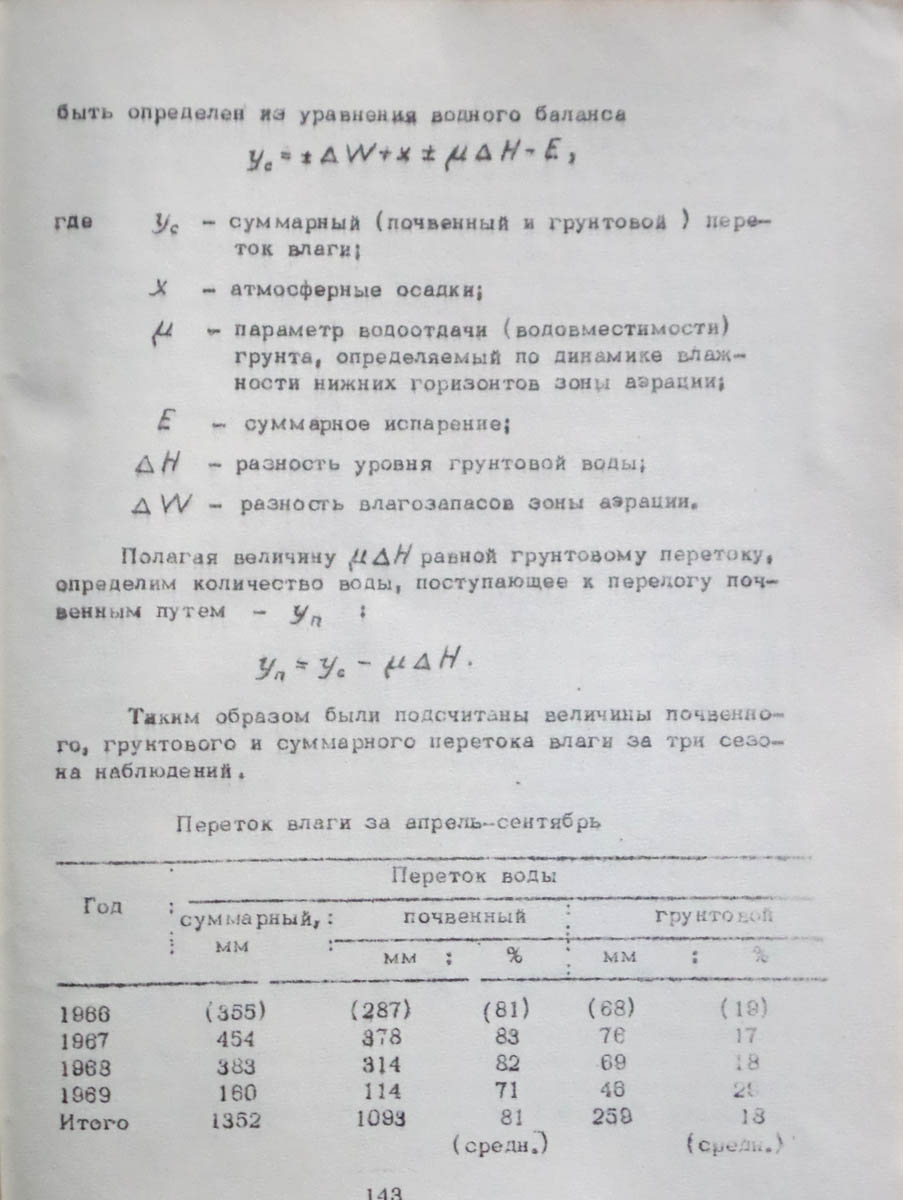 быть определен из уравнения водного баланса
Ус = ± ΔW + х ± μΔH - E,
где Ус - суммарный (почвенный и грунтовой ) пере-
ток влаги;
X - атмосферные осадки;
μ - параметр водоотдачи (водовместимости)
грунта, определяемый по динамике влаж-
ности нижних горизонтов зоны аэрации;
E - суммарное испарение;
ΔH - разность уровня грунтовой воды;
ΔW - разность влагозапасов зоны аэрации.
Полагая величину μΔH равной грунтовому перетоку,
определим количество воды, поступающее к перелогу поч-
венным путем - Уп :
Уп = Ус - μΔH.
Таким образом были подсчитаны величины почвенно-
го, грунтового и суммарного перетока влаги за три сезо-
на наблюдений.
Переток влаги за апрель-сентябрь
Переток воды
Год : суммарный, : почвенный : грунтовой
: мм : мм : % : мм : %
1966 (355) (287) (81) (68) (19)
1967 454 378 83 76 17
1968 383 314 82 69 18
1969 160 114 71 46
Итого 1352 1093 81 259 18
(средн.) (средн.)
143